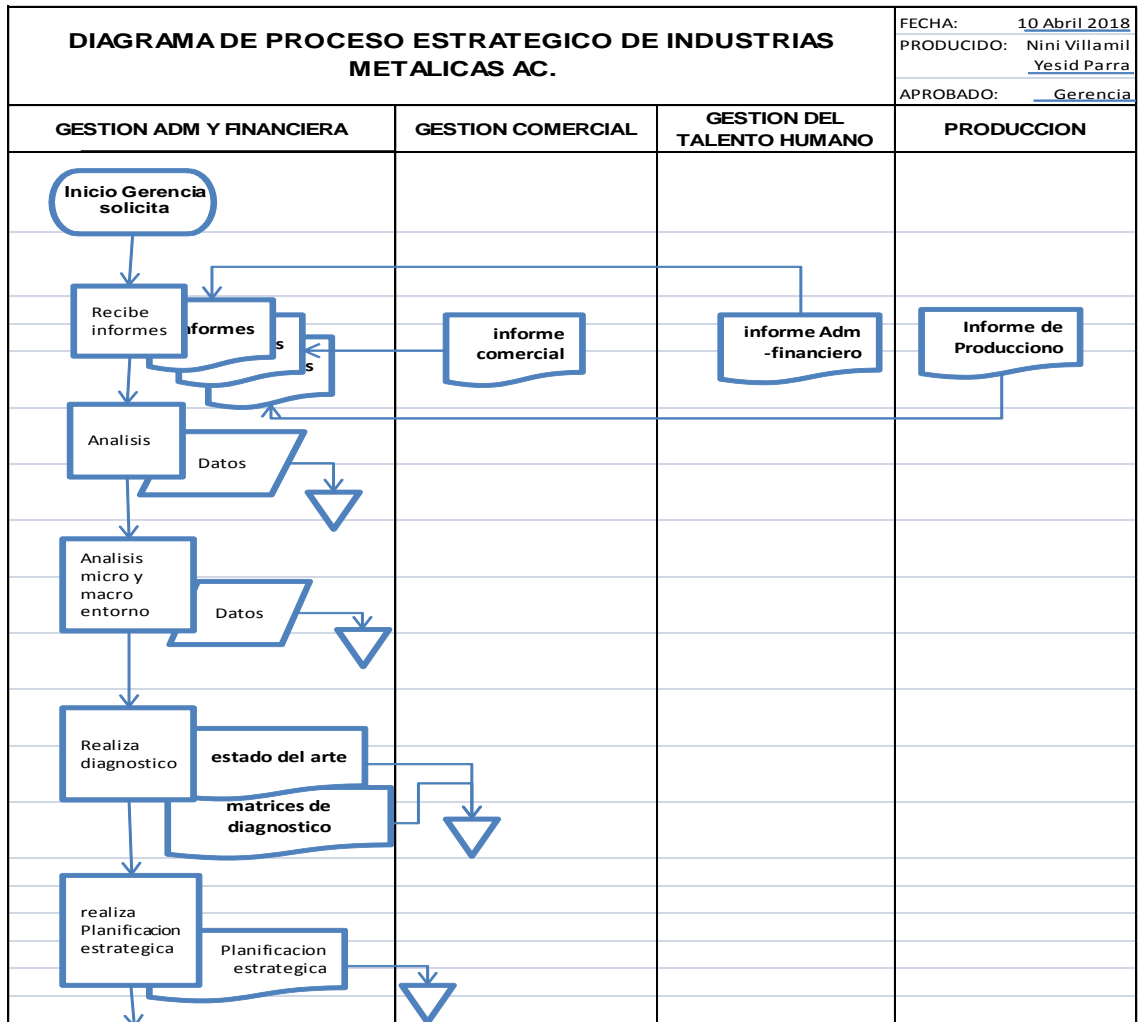 DIAGRAMA DE PROCESO ESTRATEGICO DE INDUSTRIAS
METALICAS AC.
FECHA: 10 Abril 2018
PRODUCIDO: Nini Villamil
Yesid Parra
APROBADO: Gerencia
GESTION ADM Y FINANCIERA
GESTION COMERCIAL
GESTION DEL
TALENTO HUMANO
PRODUCCION
Inicio Gerencia
solicita
Recibe
informes
nformes
s
s
informe
comercial
informe Adm
-financiero
Informe de
Producciono
Analisis
Datos
Analisis
micro y
macro
entorno
Datos
Realiza
diagnostico
estado del arte
matrices de
diagnostico
realiza
Planificacion
estrategica
Planificacion
estrategica